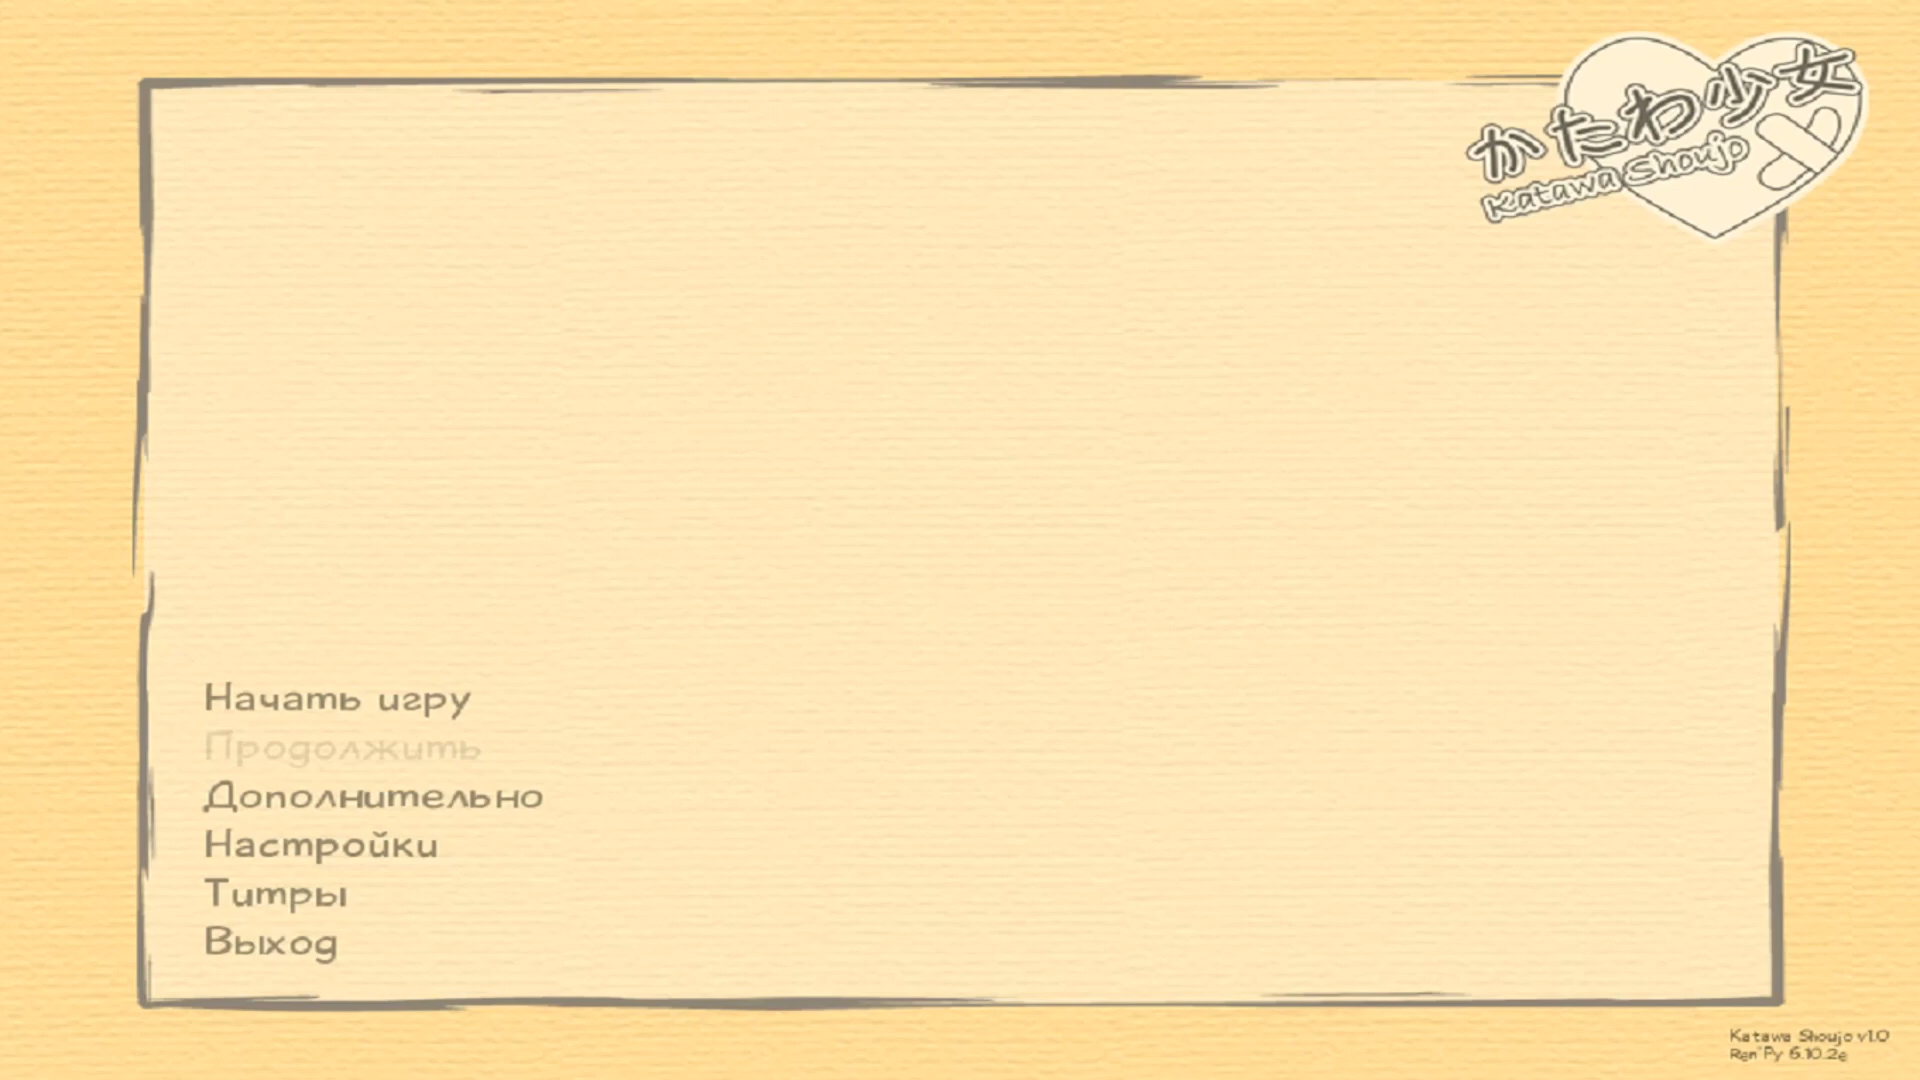 かたわ少女
Katawa Shoujo
Начать игру
Продолжить
Дополнительно
Настройки
Титры
Выход
Katawa Shoujo v1.0
Ren'Py 6.10.2e